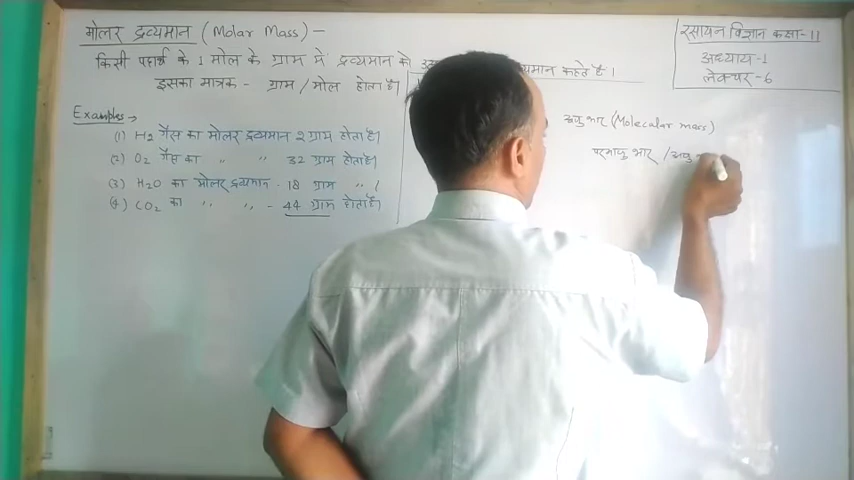 मोलर द्रव्यमान (Molar Mass) –
किसी पदार्थ के 1 मोल के ग्राम में द्रव्यमान को द्रव्यमान कहते है।
इसका मात्रक - ग्राम / मोल होता है।
Examples →
(1) H2 गैस का मोलर द्रव्यमान 2 ग्राम होता है।
(2) O2 गैस का " " 32 ग्राम होता है।
(3) H2O का मोलर द्रव्यमान - 18 ग्राम " /
(4) CO2 का " " - 44 ग्राम होता है।
रसायन विज्ञान कक्षा-11
अध्याय-1
लेक्चर-6
अणु भार (Molecular mass)
परमाणु भार / अणु